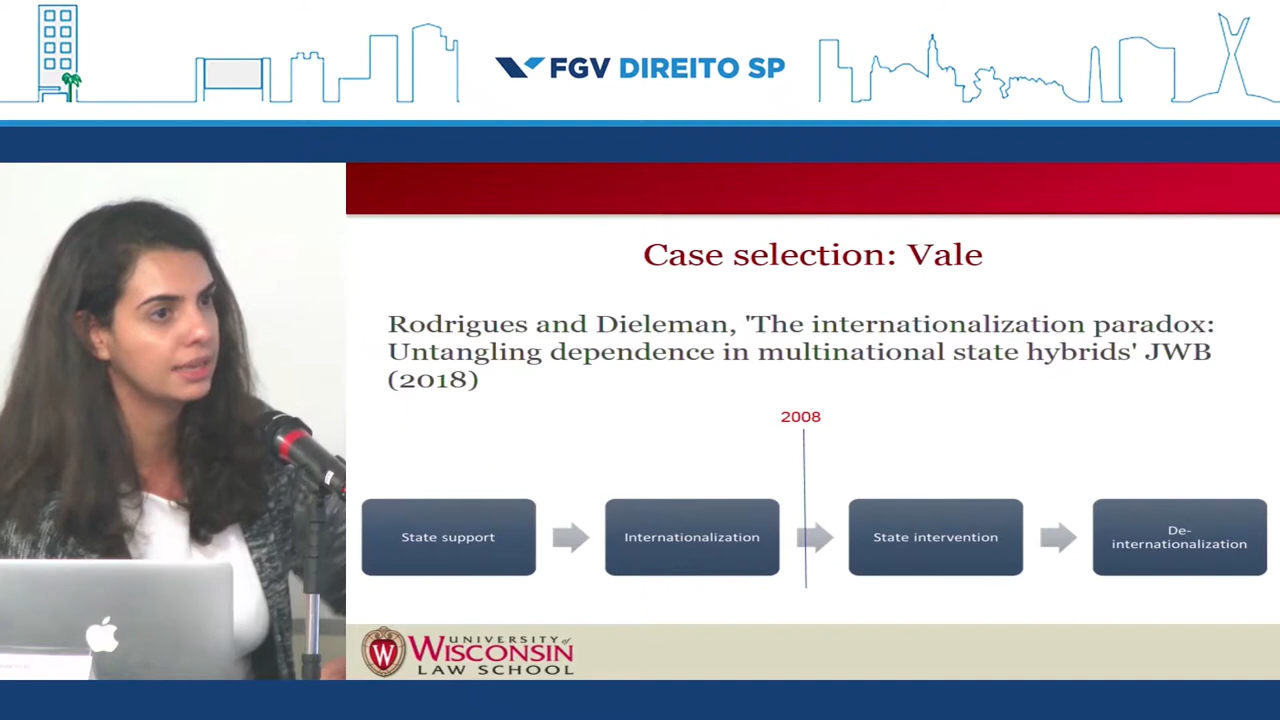 FGV DIREITO SP
Case selection: Vale
Rodrigues and Dieleman, 'The internationalization paradox:
Untangling dependence in multinational state hybrids' JWB
(2018)
2008
State support
Internationalization
State intervention
De-
internationalization
W
UNIVERSITY of
WISCONSIN
LAW SCHOOL